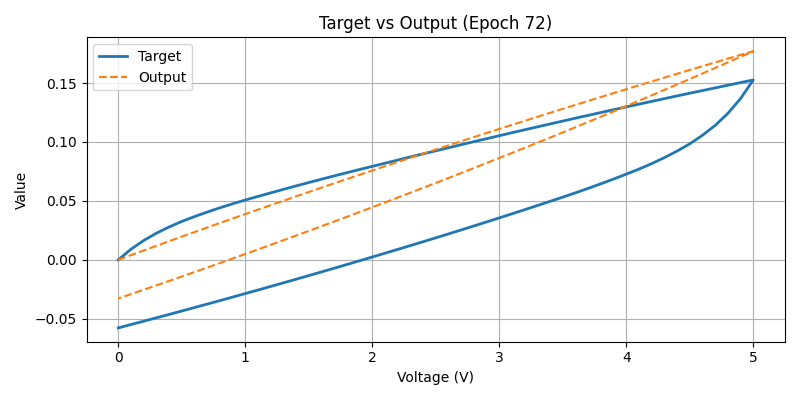 Target vs Output (Epoch 72)
Target
Output
Value
0.15
0.10
0.05
0.00
−0.05
0 1 2 3 4 5
Voltage (V)